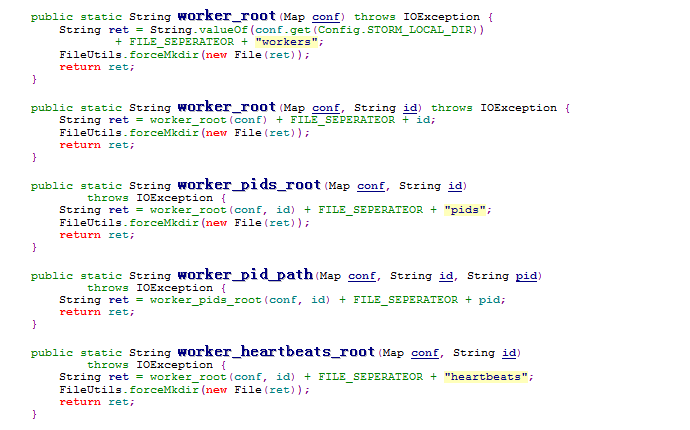 public static String worker_root(Map conf) throws IOException {
String ret = String.valueOf(conf.get(Config.STORM_LOCAL_DIR))
+ FILE_SEPERATEOR + "workers";
FileUtils.forceMkdir(new File(ret));
return ret;
}
public static String worker_root(Map conf, String id) throws IOException {
String ret = worker_root(conf) + FILE_SEPERATEOR + id;
FileUtils.forceMkdir(new File(ret));
return ret;
}
public static String worker_pids_root(Map conf, String id)
throws IOException {
String ret = worker_root(conf, id) + FILE_SEPERATEOR + "pids";
FileUtils.forceMkdir(new File(ret));
return ret;
}
public static String worker_pid_path(Map conf, String id, String pid)
throws IOException {
String ret = worker_pids_root(conf, id) + FILE_SEPERATEOR + pid;
return ret;
}
public static String worker_heartbeats_root(Map conf, String id)
throws IOException {
String ret = worker_root(conf, id) + FILE_SEPERATEOR + "heartbeats";
FileUtils.forceMkdir(new File(ret));
return ret;
}